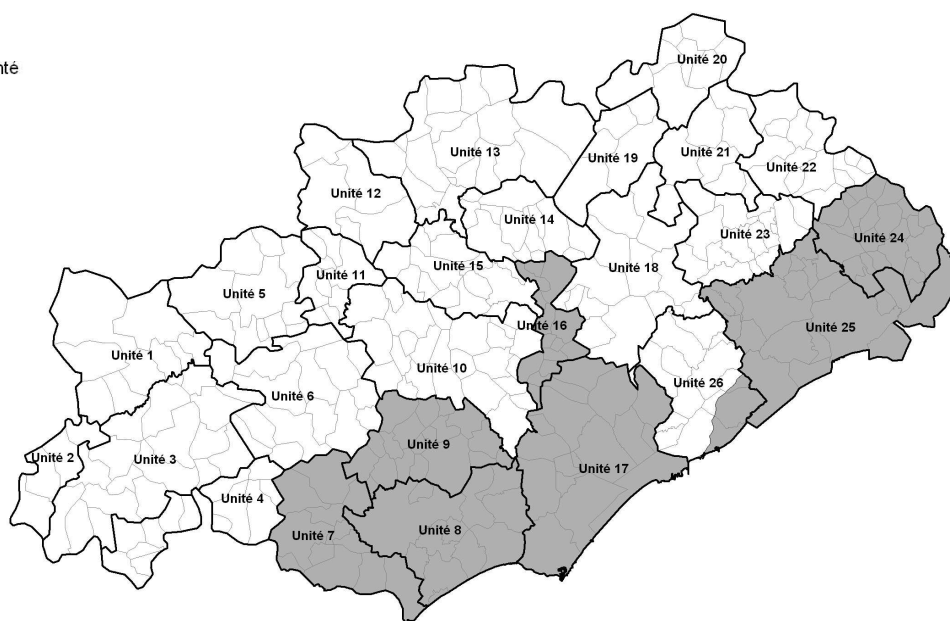 nté
Unité 20
Unité 13
Unité 19
Unité 21
Unité 22
Unité 12
Unité 14
Unité 23
Unité 24
Unité 15
Unité 18
Unité 11
Unité 5
Unité 16
Unité 25
Unité 1
Unité 10
Unité 26
Unité 6
Unité 9
Unité 2
Unité 3
Unité 17
Unité 4
Unité 7
Unité 8